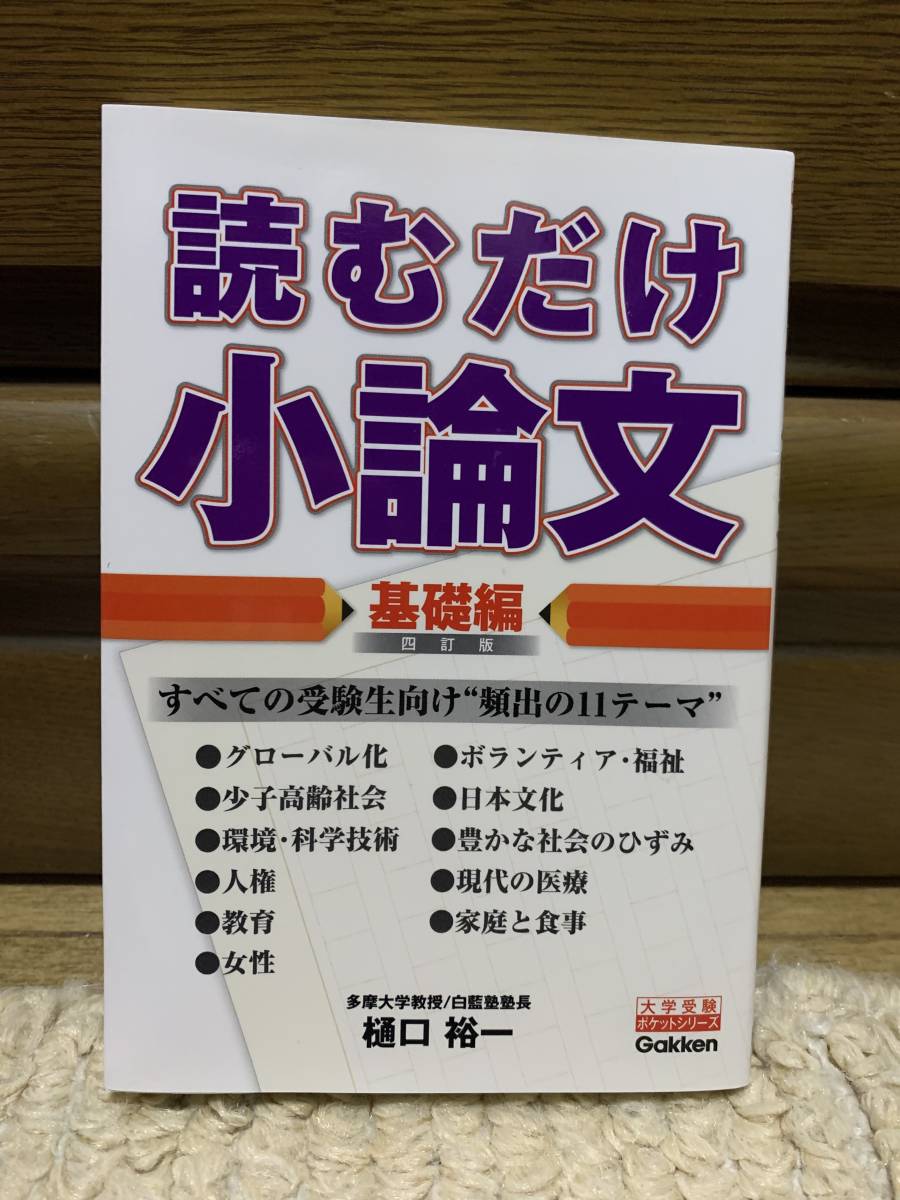 読むだけ
小論文
基礎編
四訂版
すべての受験生向け“頻出の11テーマ”
●グローバル化
●少子高齢社会
●環境・科学技術
●人権
●教育
●女性
●ボランティア・福祉
●日本文化
●豊かな社会のひずみ
●現代の医療
●家庭と食事
多摩大学教授/白藍塾塾長
樋口 裕一
大学受験
ポケットシリーズ
Gakken